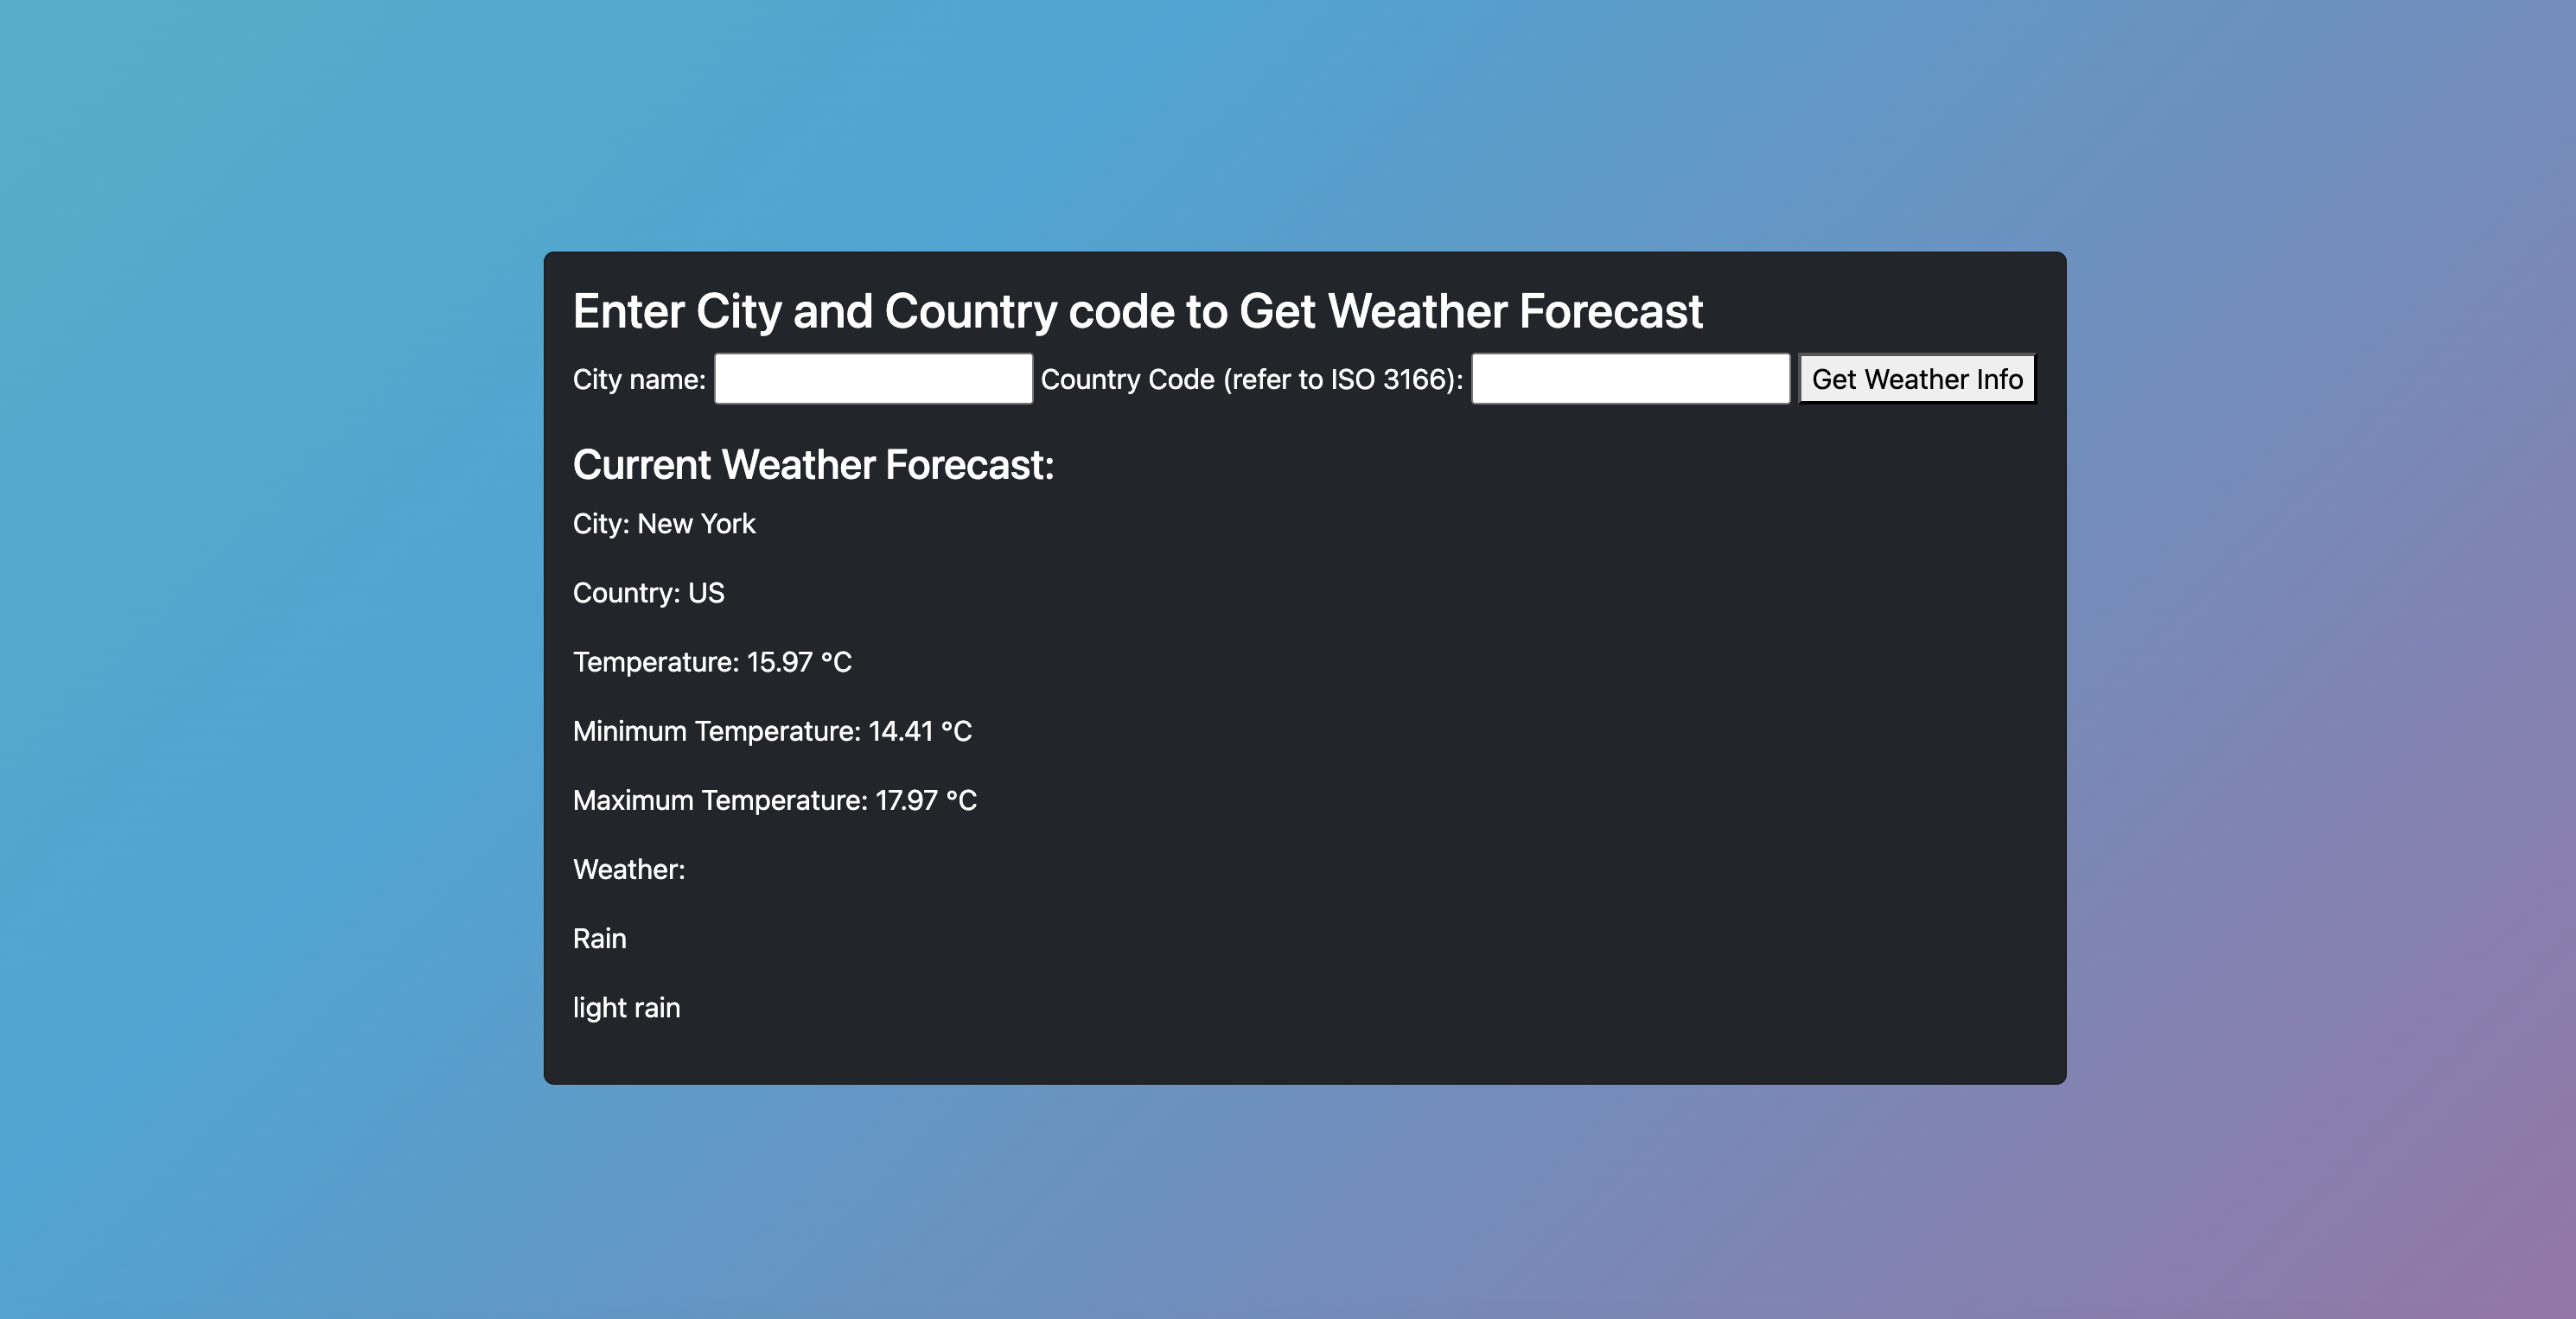 Enter City and Country code to Get Weather Forecast
City name: Country Code (refer to ISO 3166): Get Weather Info
Current Weather Forecast:
City: New York
Country: US
Temperature: 15.97 °C
Minimum Temperature: 14.41 °C
Maximum Temperature: 17.97 °C
Weather:
Rain
light rain